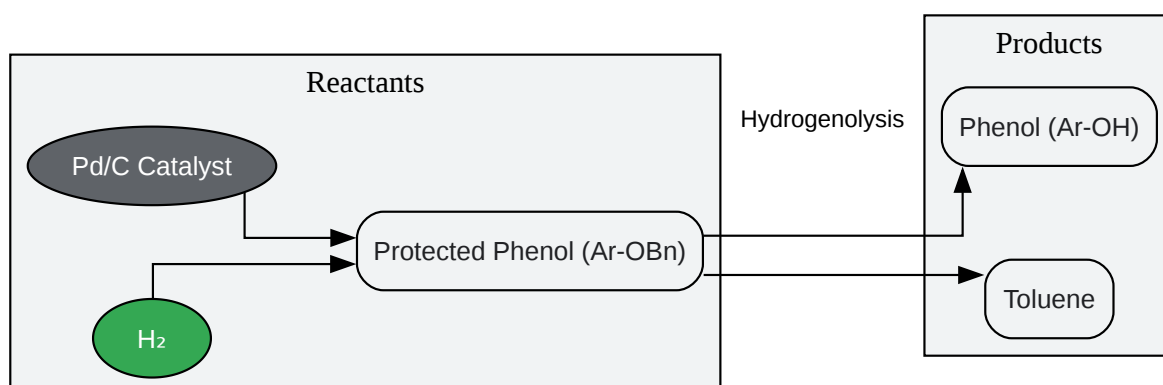 Reactants
Products
Hydrogenolysis
Phenol (Ar-OH)
Pd/C Catalyst
Protected Phenol (Ar-OBn)
Toluene
H₂